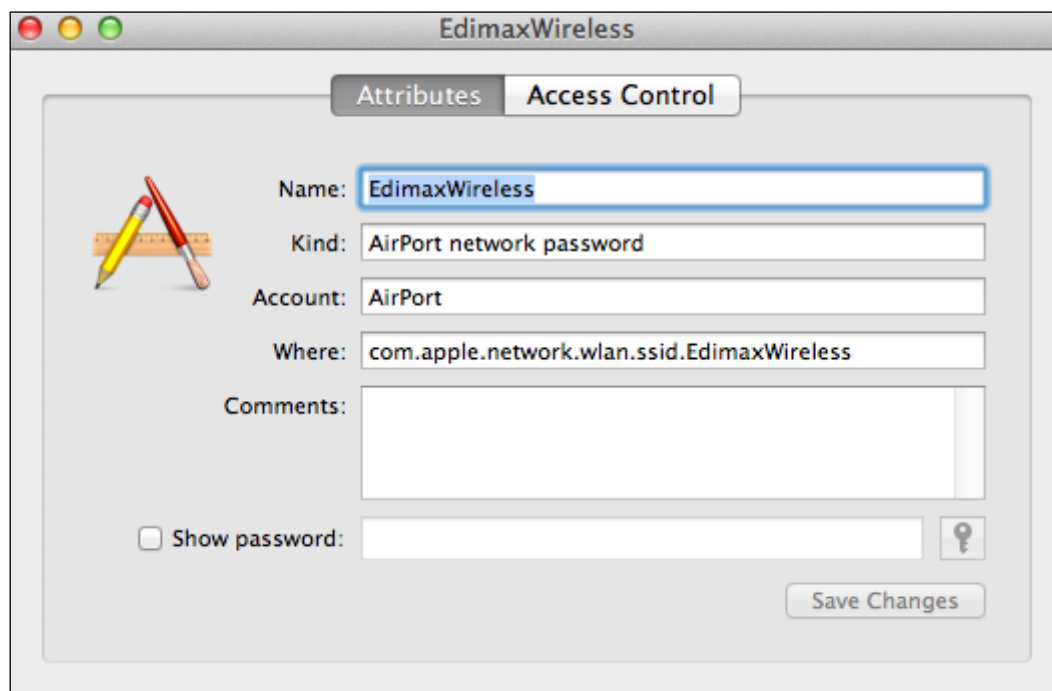 EdimaxWireless
Attributes Access Control
Name: EdimaxWireless
Kind: AirPort network password
Account: AirPort
Where: com.apple.network.wlan.ssid.EdimaxWireless
Comments:
Show password:
Save Changes